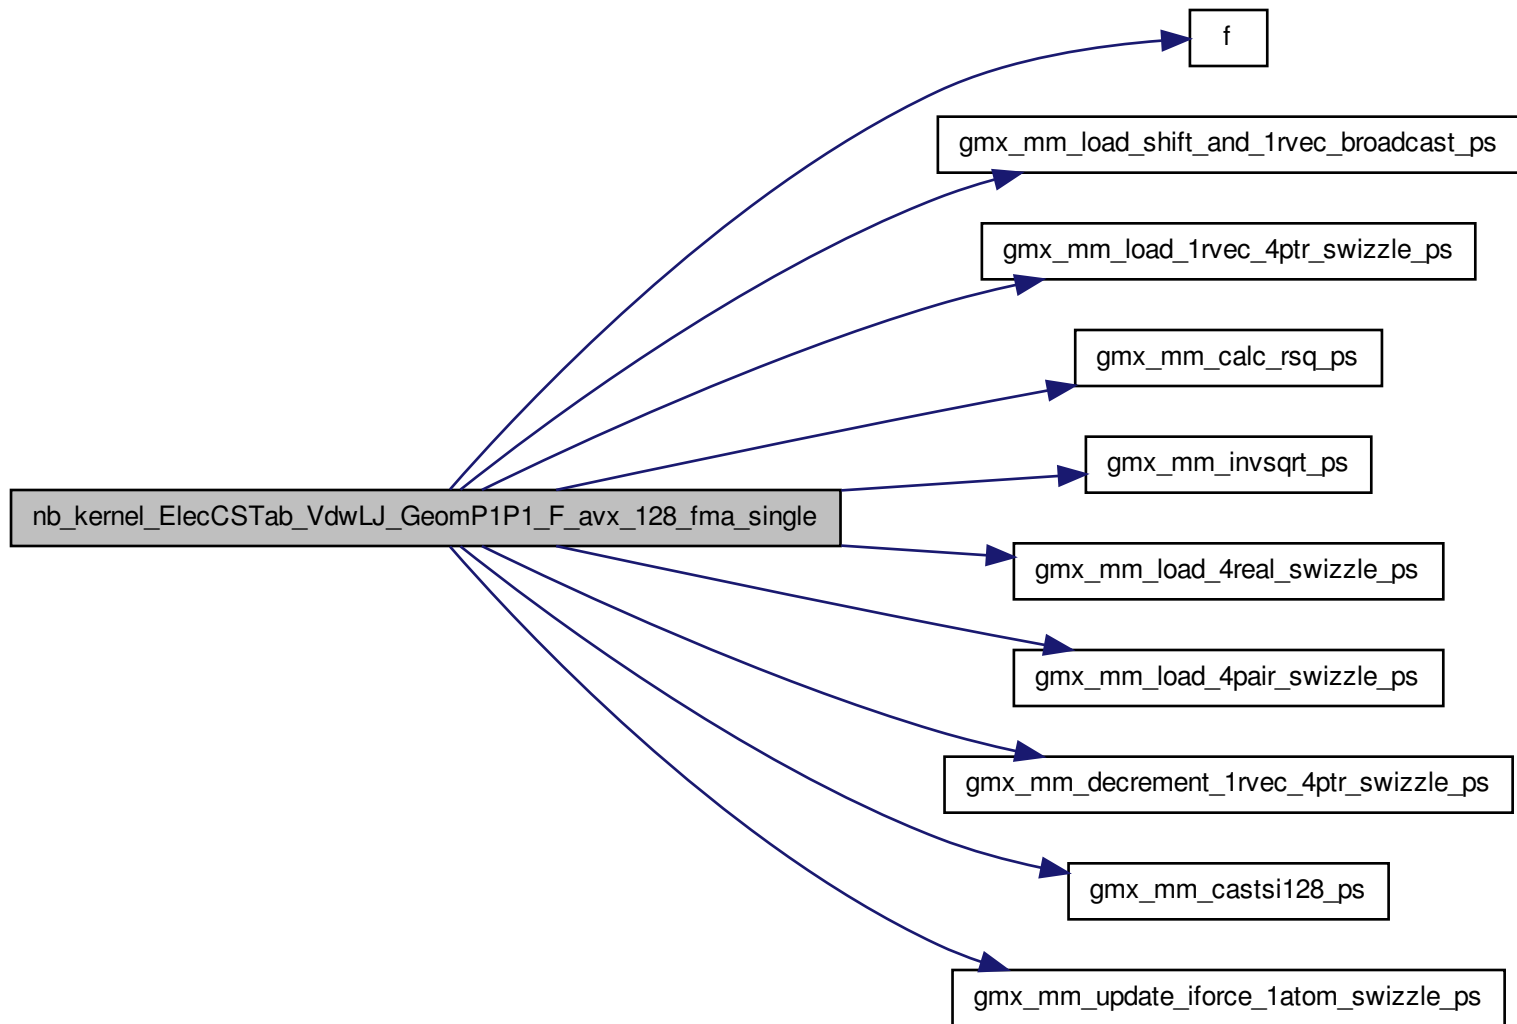 f
gmx_mm_load_shift_and_1rvec_broadcast_ps
gmx_mm_load_1rvec_4ptr_swizzle_ps
gmx_mm_calc_rsq_ps
gmx_mm_invsqrt_ps
nb_kernel_ElecCSTab_VdwLJ_GeomP1P1_F_avx_128_fma_single
gmx_mm_load_4real_swizzle_ps
gmx_mm_load_4pair_swizzle_ps
gmx_mm_decrement_1rvec_4ptr_swizzle_ps
gmx_mm_castsi128_ps
gmx_mm_update_iforce_1atom_swizzle_ps